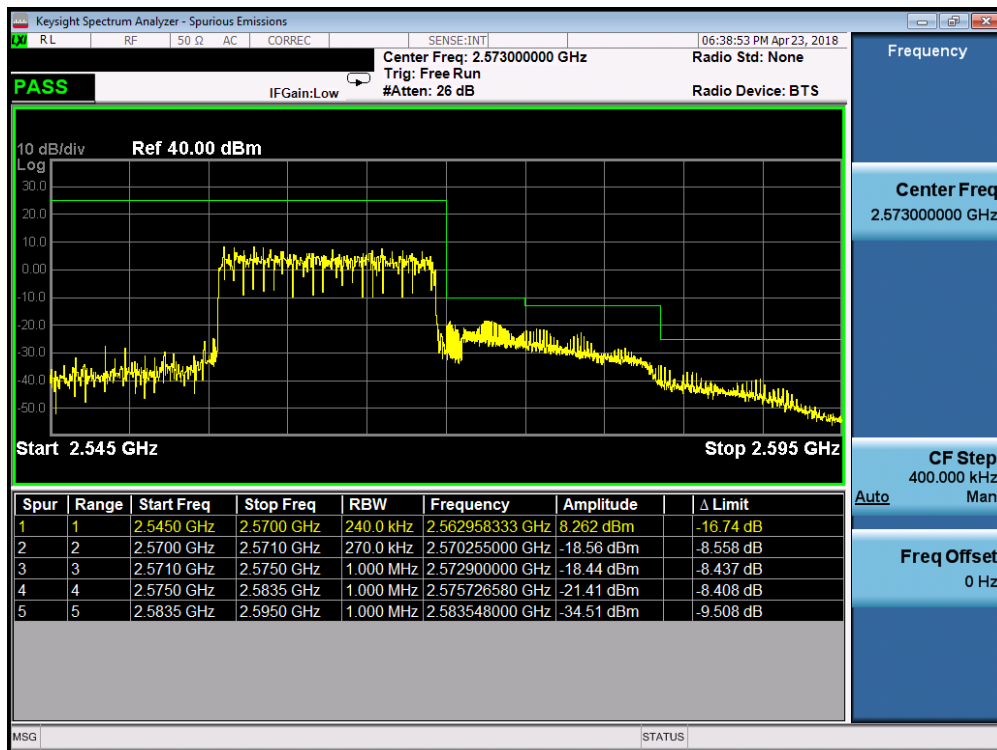 Keysight Spectrum Analyzer - Spurious Emissions
LXI RL RF 50 Ω AC CORREC SENSE:INT 06:38:53 PM Apr 23, 2018
Center Freq: 2.573000000 GHz Radio Std: None
Trig: Free Run
PASS IFGain:Low #Atten: 26 dB Radio Device: BTS
10 dB/div Ref 40.00 dBm
Log
30.0
20.0
10.0
0.00
-10.0
-20.0
-30.0
-40.0
-50.0
Start 2.545 GHz Stop 2.595 GHz
Spur Range Start Freq Stop Freq RBW Frequency Amplitude Δ Limit
1 1 2.5450 GHz 2.5700 GHz 240.0 kHz 2.562958333 GHz 8.262 dBm -16.74 dB
2 2 2.5700 GHz 2.5710 GHz 270.0 kHz 2.570255000 GHz -18.56 dBm -8.558 dB
3 3 2.5710 GHz 2.5750 GHz 1.000 MHz 2.572900000 GHz -18.44 dBm -8.437 dB
4 4 2.5750 GHz 2.5835 GHz 1.000 MHz 2.575726580 GHz -21.41 dBm -8.408 dB
5 5 2.5835 GHz 2.5950 GHz 1.000 MHz 2.583548000 GHz -34.51 dBm -9.508 dB
MSG STATUS
Frequency
Center Freq
2.573000000 GHz
CF Step
400.000 kHz
Auto Man
Freq Offset
0 Hz